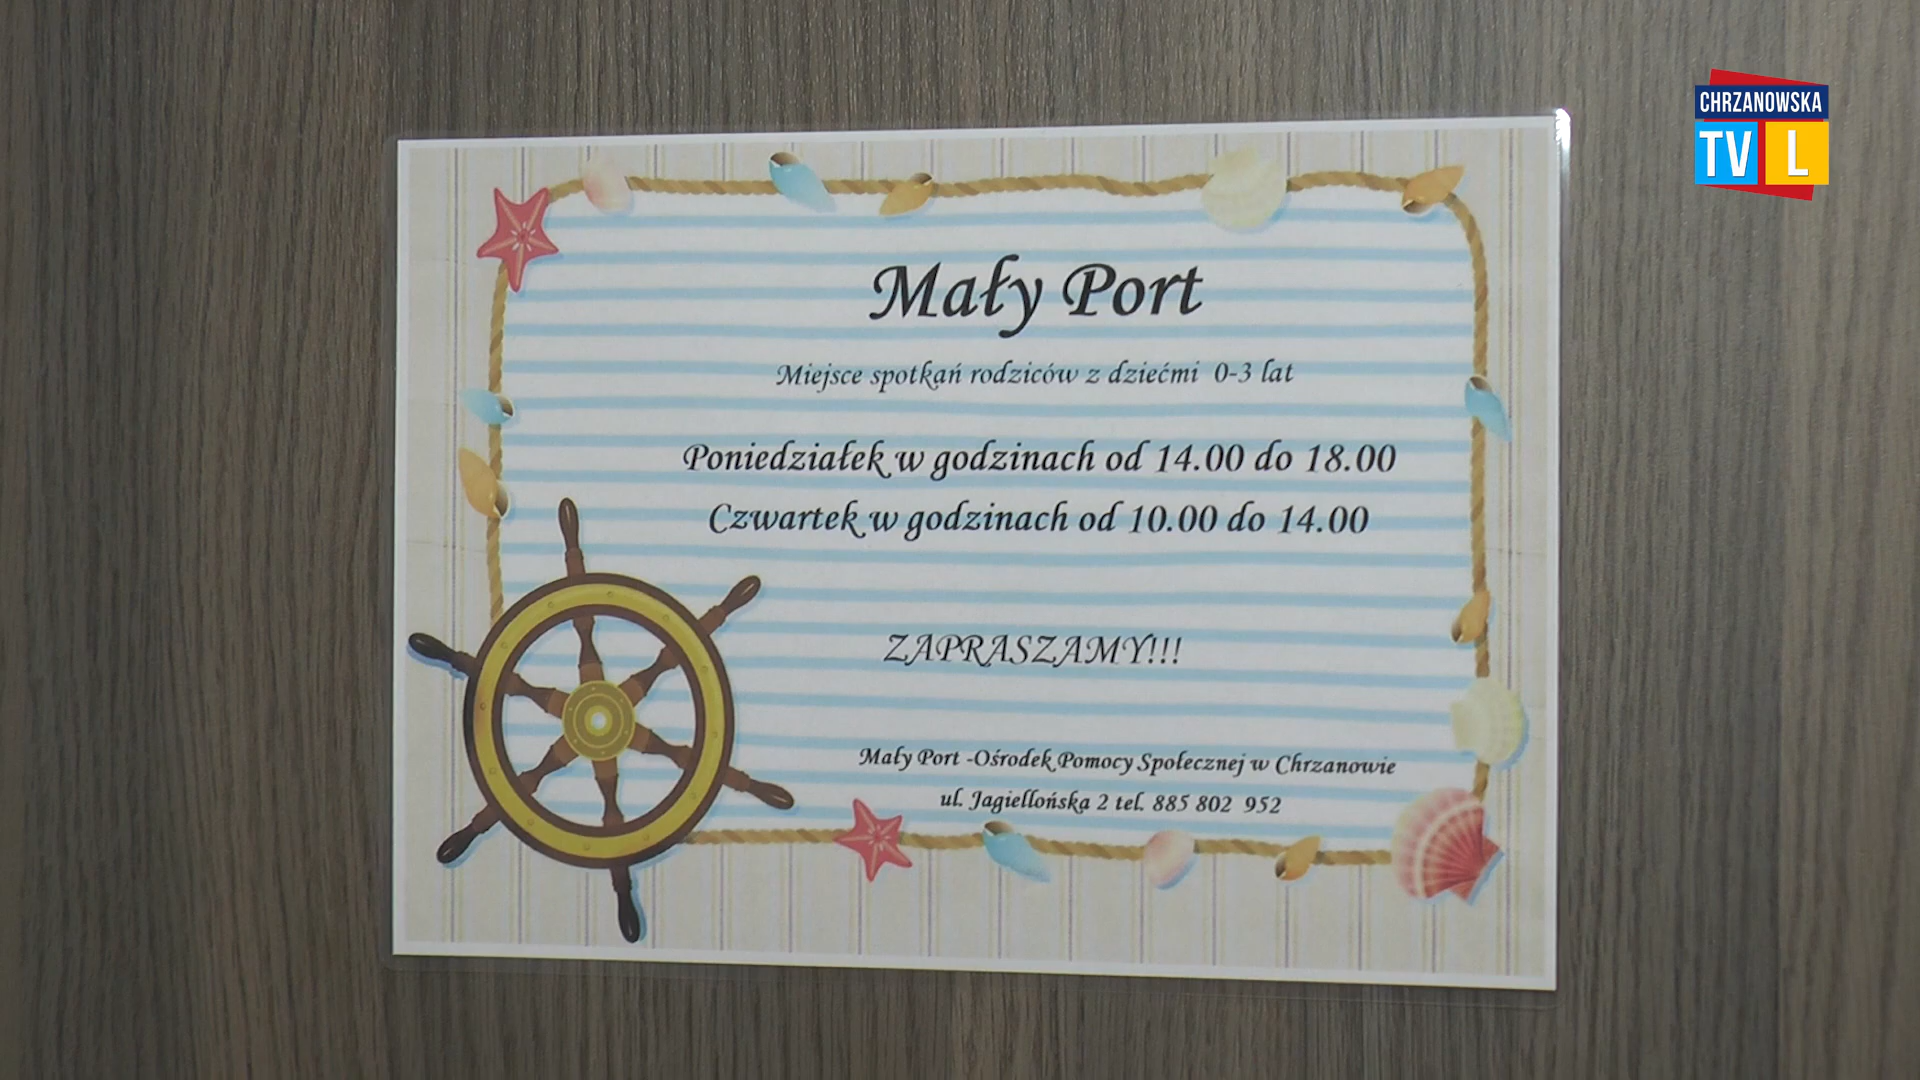 CHRZANOWSKA
TV L
Mały Port
Miejsce spotkań rodziców z dziećmi 0-3 lat
Poniedziałek w godzinach od 14.00 do 18.00
Czwartek w godzinach od 10.00 do 14.00
ZAPRASZAMY!!!
Mały Port -Ośrodek Pomocy Społecznej w Chrzanowie
ul. Jagiellońska 2 tel. 885 802 952